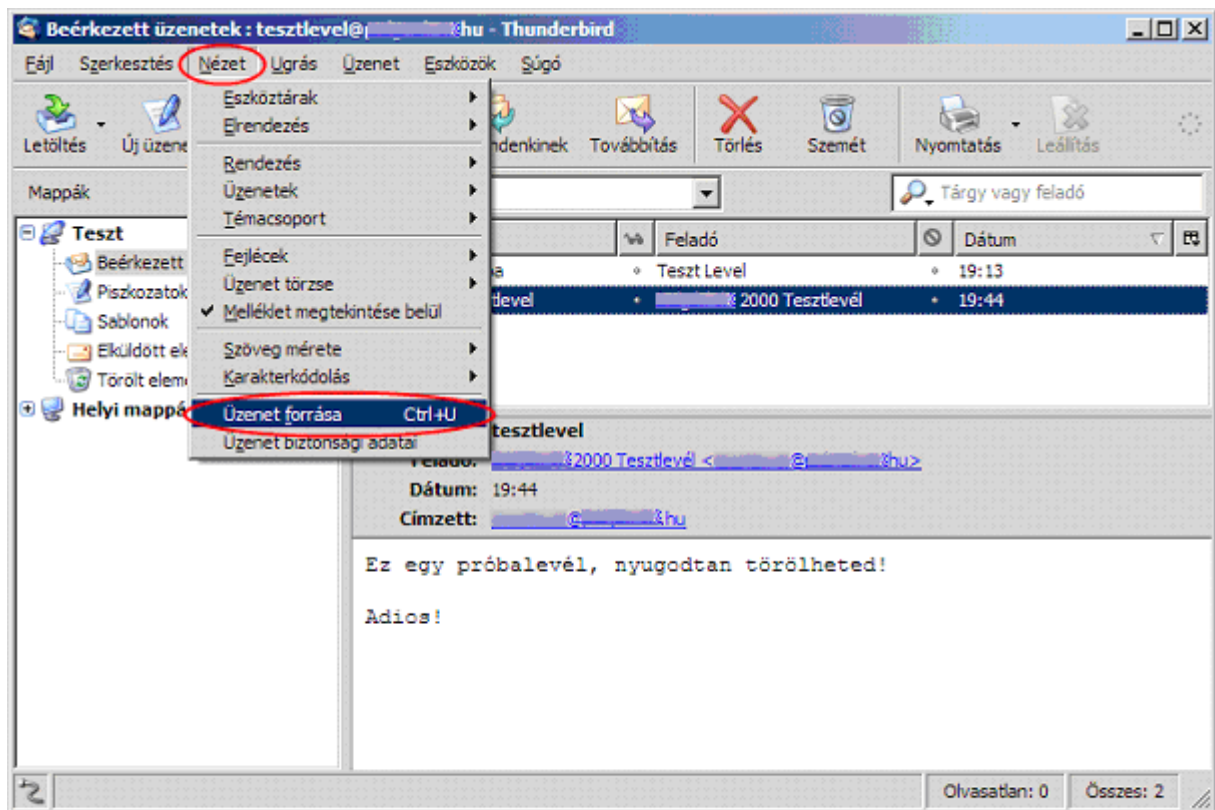 Beérkezett üzenetek : tesztlevel@ hu - Thunderbird
Fájl Szerkesztés Nézet Ugrás Üzenet Eszközök Súgó
Letöltés Új üzene ndenkinek Továbbítás Törlés Szemét Nyomtatás Leállítás
Eszköztárak
Elrendezés
Rendezés
Üzenetek
Témacsoport
Fejlécek
Üzenet törzse
Melléklet megtekintése belül
Szöveg mérete
Karakterkódolás
Üzenet forrása Ctrl+U
Üzenet biztonsági adatai
Mappák
Tárgy vagy feladó
Teszt
Beérkezett
Piszkozatok
Sablonok
Elküldött ele
Törölt elem
Helyi mappá
Feladó Dátum
a Teszt Level 19:13
tlevel 2000 Tesztlevél 19:44
tesztlevel
Feladó: 2000 Tesztlevél < @ hu>
Dátum: 19:44
Címzett: @ hu
Ez egy próbalevél, nyugodtan törölheted!
Adios!
Olvasatlan: 0 Összes: 2